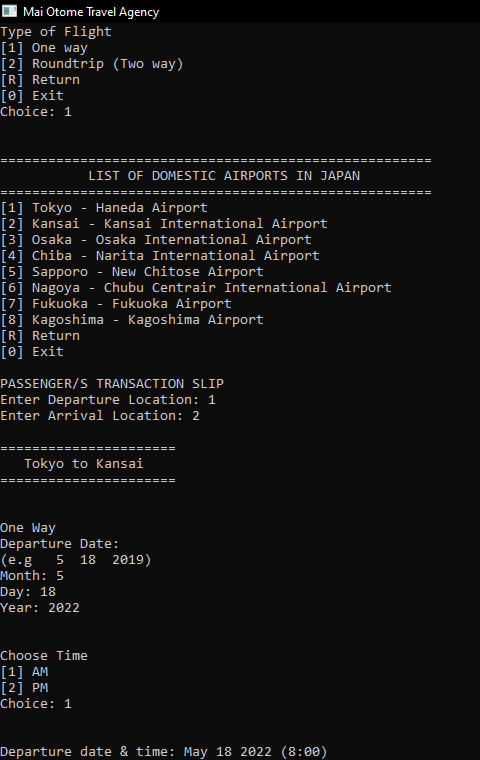 Mai Otome Travel Agency
Type of Flight
[1] One way
[2] Roundtrip (Two way)
[R] Return
[0] Exit
Choice: 1
======================================================
LIST OF DOMESTIC AIRPORTS IN JAPAN
======================================================
[1] Tokyo - Haneda Airport
[2] Kansai - Kansai International Airport
[3] Osaka - Osaka International Airport
[4] Chiba - Narita International Airport
[5] Sapporo - New Chitose Airport
[6] Nagoya - Chubu Centrair International Airport
[7] Fukuoka - Fukuoka Airport
[8] Kagoshima - Kagoshima Airport
[R] Return
[0] Exit
PASSENGER/S TRANSACTION SLIP
Enter Departure Location: 1
Enter Arrival Location: 2
======================
Tokyo to Kansai
======================
One Way
Departure Date:
(e.g   5  18  2019)
Month: 5
Day: 18
Year: 2022
Choose Time
[1] AM
[2] PM
Choice: 1
Departure date & time: May 18 2022 (8:00)